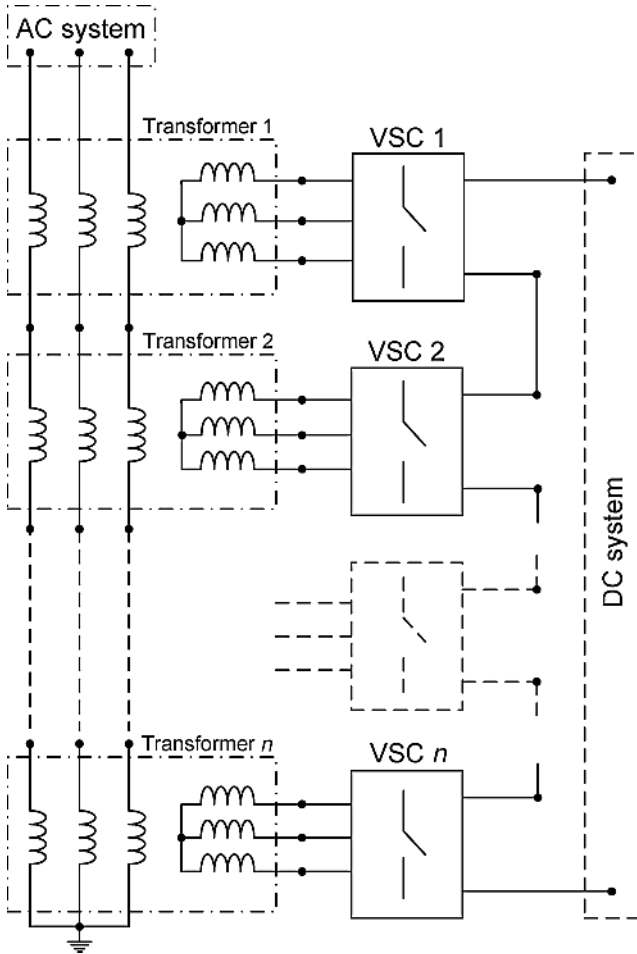 AC system
Transformer 1
VSC 1
Transformer 2
VSC 2
DC system
Transformer n
VSC n